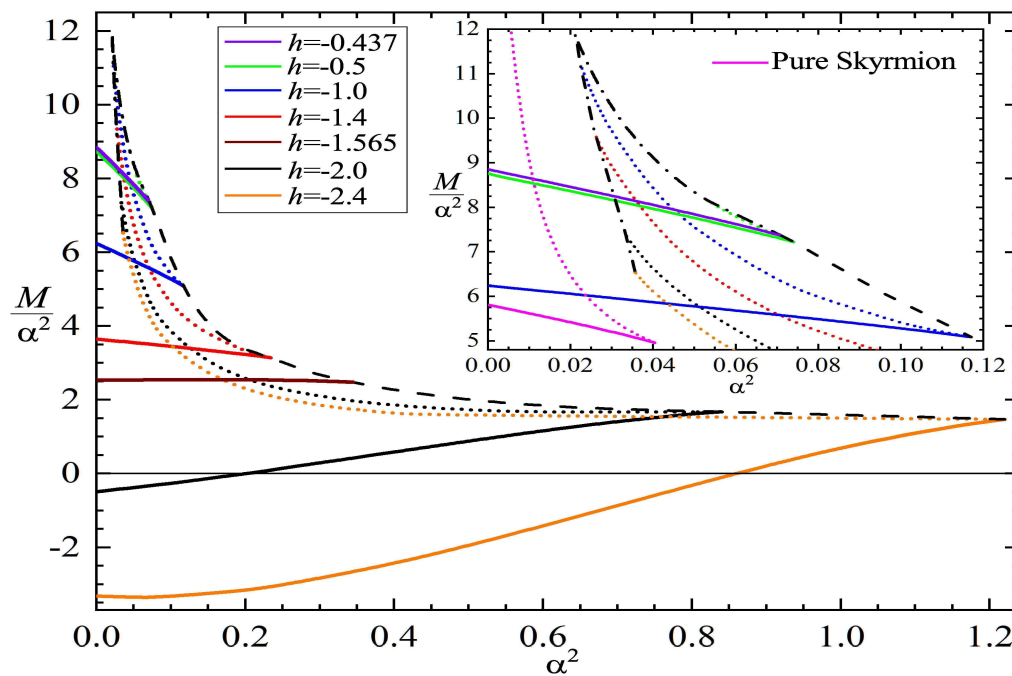 12
10
8
6
4
2
0
-2
M
α²
0.0
0.2
0.4
0.6
0.8
1.0
1.2
α²
h=-0.437
h=-0.5
h=-1.0
h=-1.4
h=-1.565
h=-2.0
h=-2.4
12
11
10
9
8
7
6
5
M
α²
Pure Skyrmion
0.00
0.02
0.04
0.06
0.08
0.10
0.12
α²